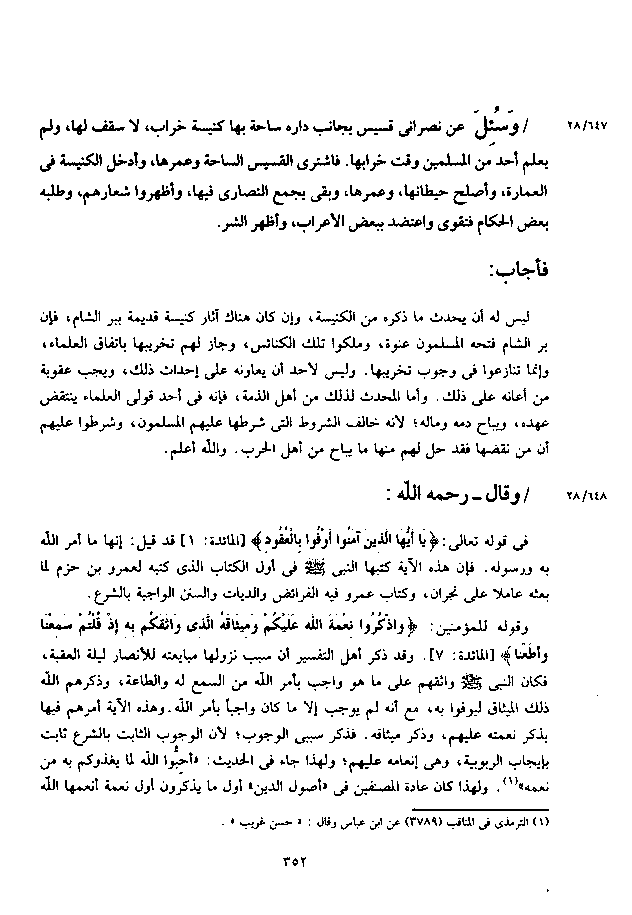 ٢٨/٦٤٧ / وَسُئِلَ عن نصرانى قسيس بجانب داره ساحة بها كنيسة خراب، لا سقف لها، ولم
يعلم أحد من المسلمين وقت خرابها. فاشترى القسيس الساحة وعمرها، وأدخل الكنيسة فى
العمارة، وأصلح حيطانها، وعمرها، وبقى يجمع النصارى فيها، وأظهروا شعارهم، وطلبه
بعض الحكام فتقوى واعتضد ببعض الأعراب، وأظهر الشر.
فأجاب:
ليس له أن يحدث ما ذكره من الكنيسة، وإن كان هناك آثار كنيسة قديمة ببر الشام، فإن
بر الشام فتحه المسلمون عنوة، وملكوا تلك الكنائس، وجاز لهم تخريبها باتفاق العلماء،
وإنما تنازعوا فى وجوب تخريبها. وليس لأحد أن يعاونه على إحداث ذلك، ويجب عقوبة
من أعانه على ذلك. وأما المحدث لذلك من أهل الذمة، فإنه فى أحد قولى العلماء ينتقض
عهده، ويباح دمه وماله؛ لأنه خالف الشروط التى شرطها عليهم المسلمون، وشرطوا عليهم
أن من نقضها فقد حل لهم منها ما يباح من أهل الحرب. والله أعلم.
٢٨/٦٤٨ / وقال ـ رحمه الله :
فى قوله تعالى: ﴿يَا أَيُّهَا الَّذِينَ آمَنُوا أَوْفُوا بِالْعُقُودِ﴾ [المائدة: ١] قد قيل: إنها ما أمر الله
به ورسوله. فإن هذه الآية كتبها النبى ﷺ فى أول الكتاب الذى كتبه لعمرو بن حزم لما
بعثه عاملا على نجران، وكتاب عمرو فيه الفرائض والديات والسنن الواجبة بالشرع.
وقوله للمؤمنين: ﴿وَاذْكُرُوا نِعْمَةَ اللَّهِ عَلَيْكُمْ وَمِيثَاقَهُ الَّذِى وَاثَقَكُم بِهِ إِذْ قُلْتُمْ سَمِعْنَا
وَأَطَعْنَا﴾ [المائدة: ٧]. وقد ذكر أهل التفسير أن سبب نزولها مبايعته للأنصار ليلة العقبة،
فكان النبى ﷺ واثقهم على ما هو واجب بأمر الله من السمع له والطاعة، وذكرهم الله
ذلك الميثاق ليوفوا به، مع أنه لم يوجب إلا ما كان واجباً بأمر الله. وهذه الآية أمرهم فيها
بذكر نعمته عليهم، وذكر ميثاقه. فذكر سببى الوجوب؛ لأن الوجوب الثابت بالشرع ثابت
بإيجاب الربوبية، وهى إنعامه عليهم؛ ولهذا جاء فى الحديث: «أحِبُّوا الله لما يغذوكم به من
نعمه»(١). ولهذا كان عادة المصنفين فى «أصول الدين» أول ما يذكرون أول نعمة أنعمها الله
(١) الترمذى فى المناقب (٣٧٨٩) عن ابن عباس وقال : « حسن غريب » .
٣٥٢